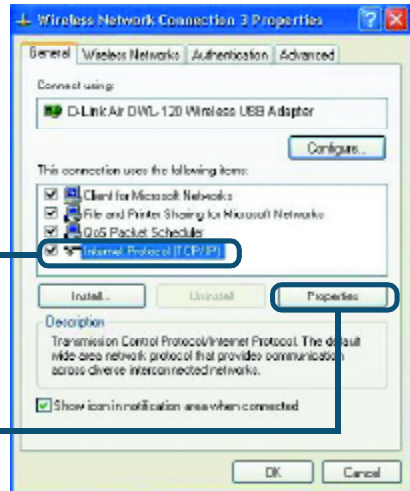 Wireless Network Connection 3 Properties
General Wireless Networks Authentication Advanced
Connect using:
D-Link Air DWL-120 Wireless USB Adapter
Configure...
This connection uses the following items:
Client for Microsoft Networks
File and Printer Sharing for Microsoft Networks
QoS Packet Scheduler
Internet Protocol (TCP/IP)
Install... Uninstall Properties
Description
Transmission Control Protocol/Internet Protocol. The default
wide area network protocol that provides communication
across diverse interconnected networks.
Show icon in notification area when connected
OK Cancel